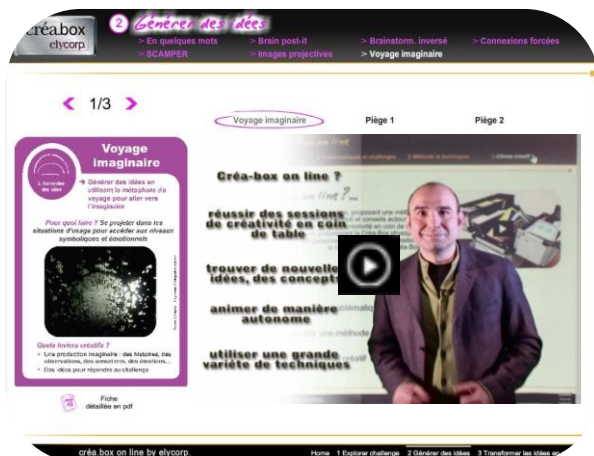 créa.box
elycorp.
2 Générer des idées
> En quelques mots > Brain post-it > Brainstorm. inversé > Connexions forcées
> SCAMPER > Images projectives > Voyage imaginaire
1/3
Voyage imaginaire Piège 1 Piège 2
Voyage
imaginaire
Générer des idées en
utilisant la métaphore du
voyage pour aller vers
l'imaginaire
Pour quoi faire ? Se projeter dans les
situations d'usage pour accéder aux niveaux
symboliques et émotionnels
Quels leviers créatifs ?
• Une production imaginaire : des histoires, des
observations, des sensations, des émotions...
• Des idées pour répondre au challenge
Fiche
détaillée en pdf
on line
Créa-box on line ?
réussir des sessions
de créativité en coin
de table
trouver de nouvelle
idées, des concepts
animer de manière
autonome
utiliser une grande
variéte de techniques
créa.box on line by elycorp.
Home 1 Explorer challenge 2 Générer des idées 3 Transformer les idées en